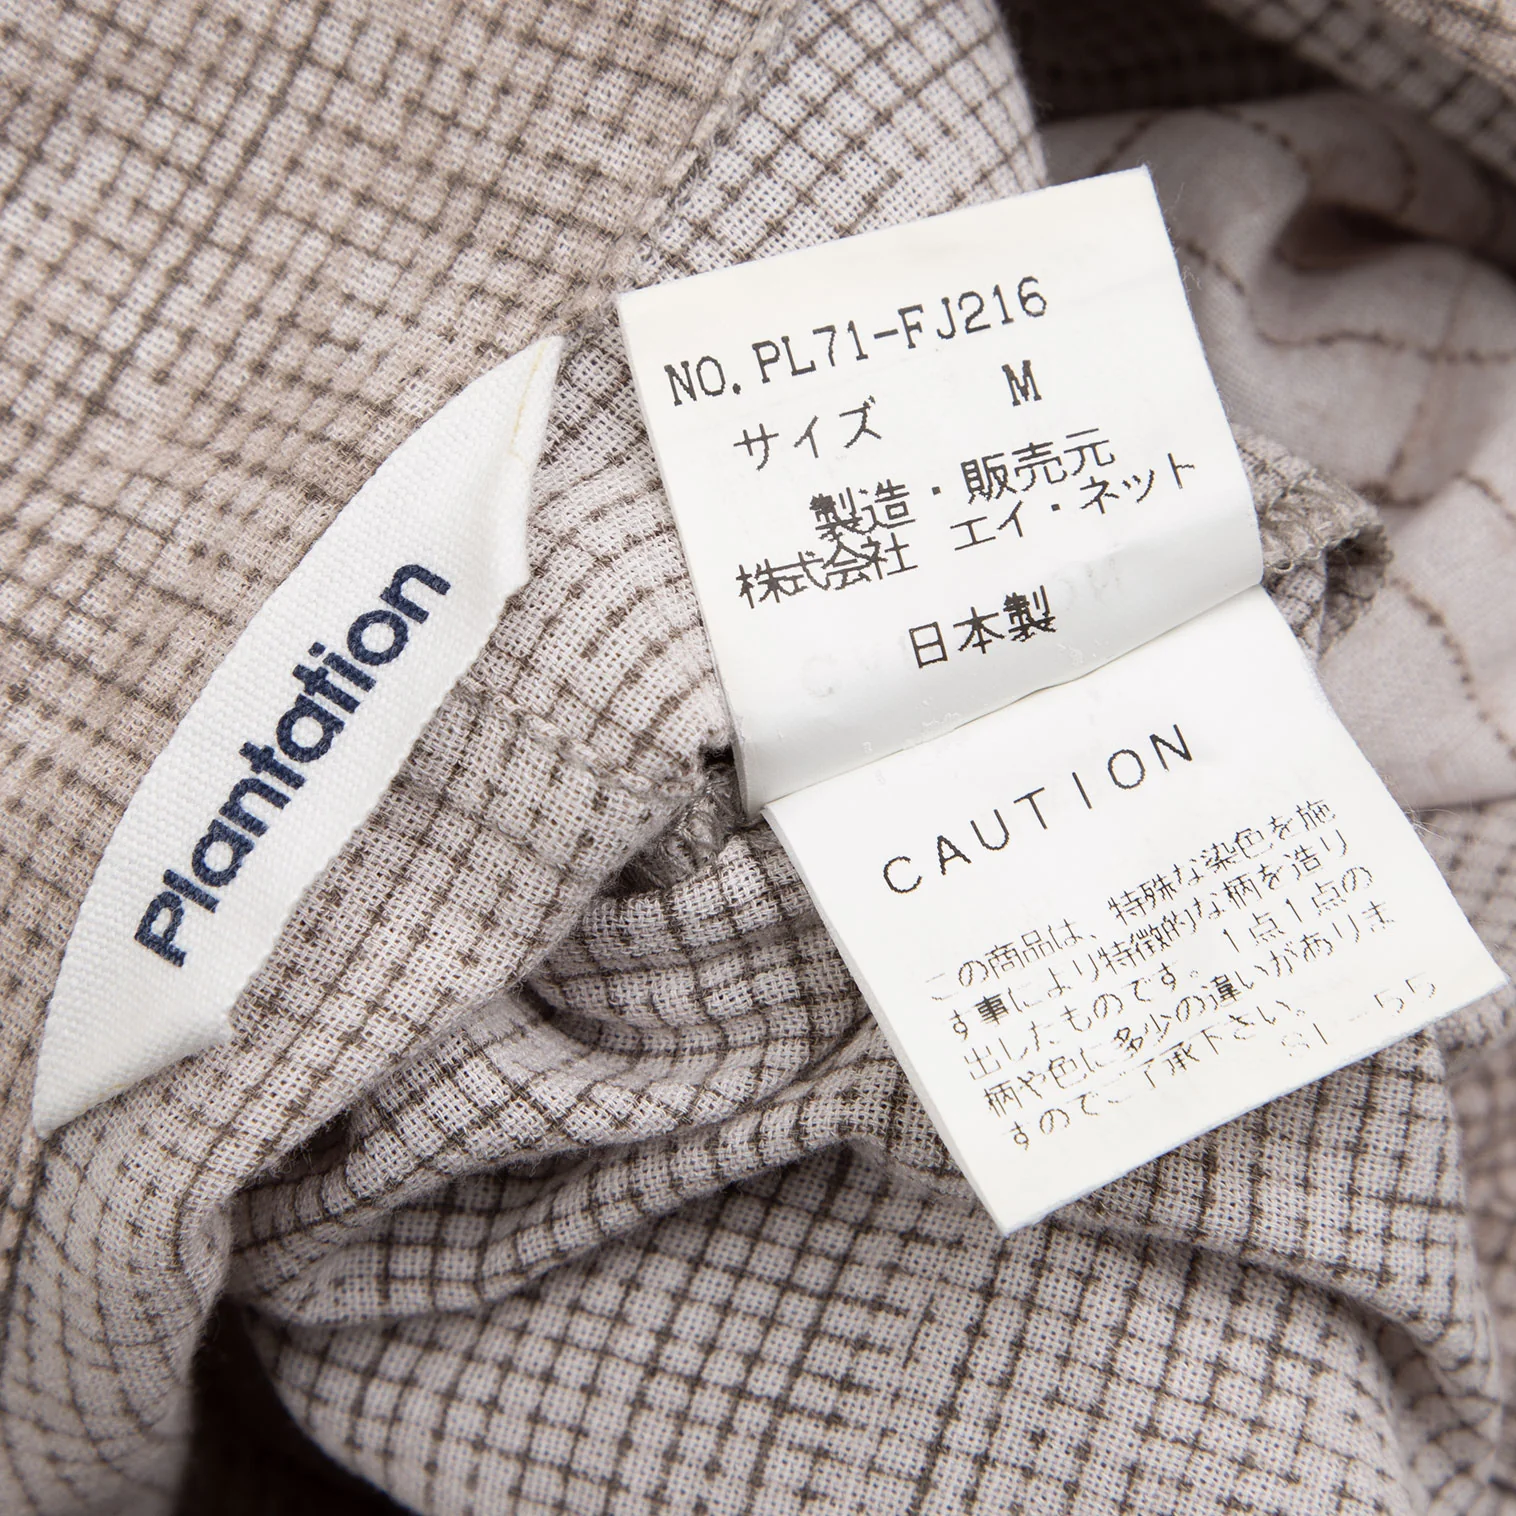 Plantation
NO. PL71-FJ216
サイズ M
製造・販売元
株式会社 エイ・ネット
日本製
CAUTION
この商品は、特殊な染色を施
す事により特徴的な柄を造り
出したものです。1点1点の
柄や色に多少の違いがありま
すのでご了承下さい。
S1-55